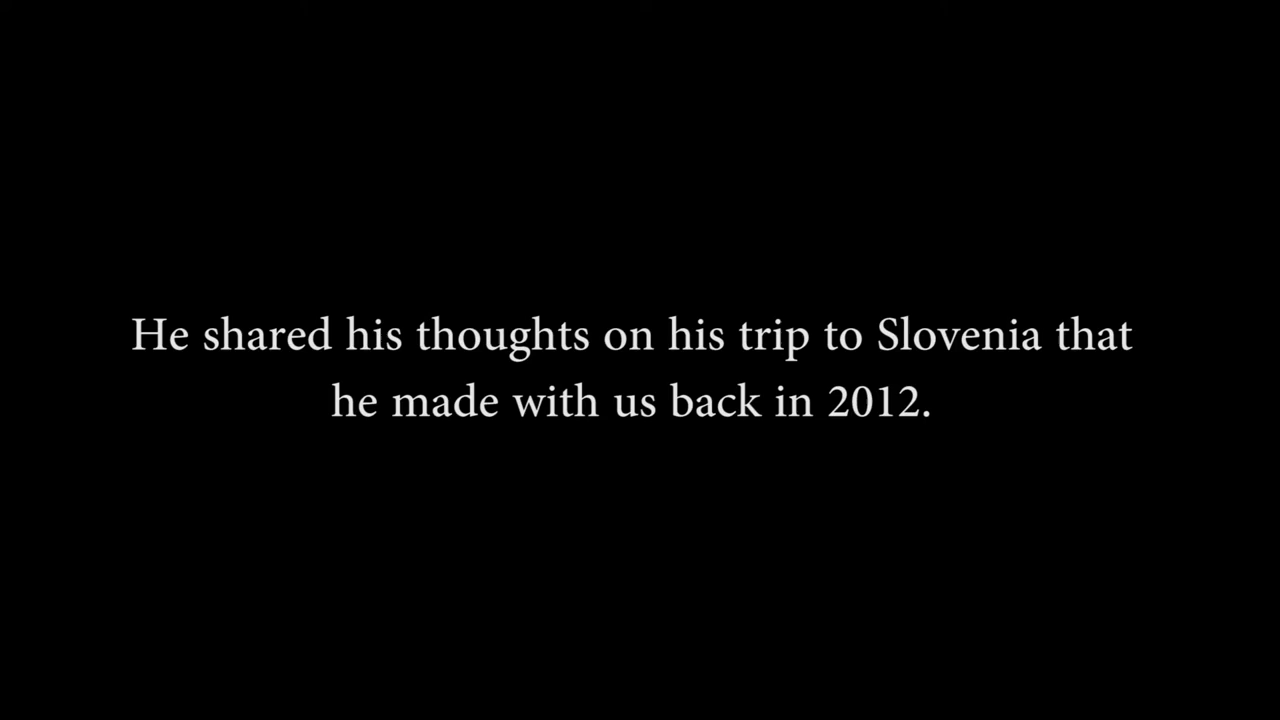 He shared his thoughts on his trip to Slovenia that
he made with us back in 2012.